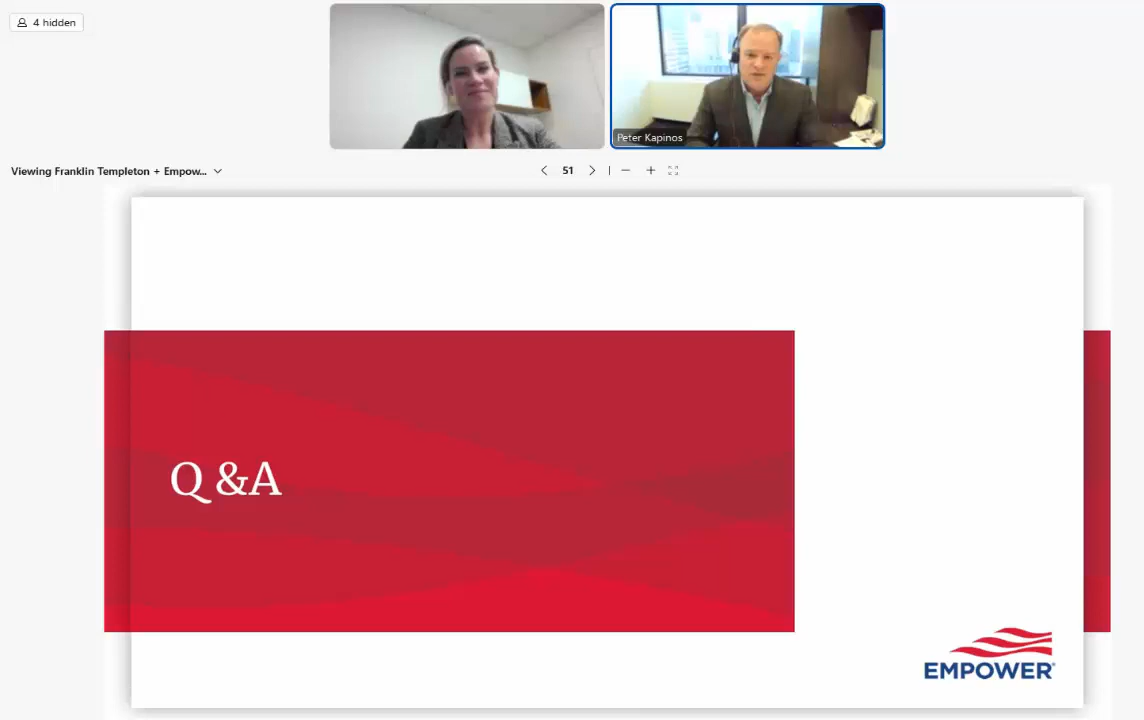 4 hidden
Peter Kapinos
Viewing Franklin Templeton + Empow...
51
Q &A
EMPOWER®